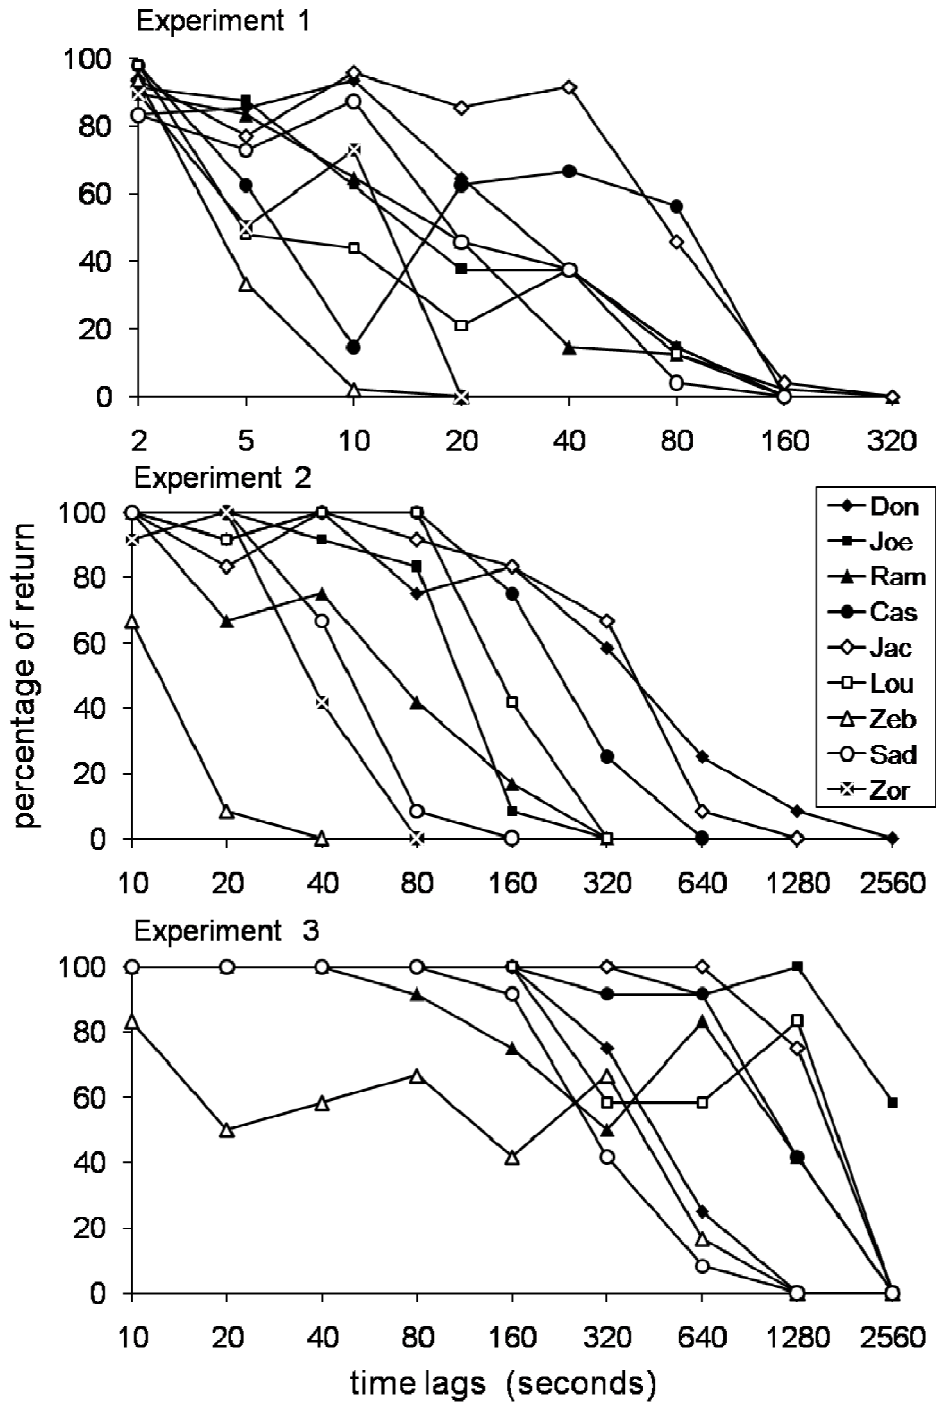 Experiment 1
100
80
60
40
20
0
2 5 10 20 40 80 160 320
Experiment 2
100
80
60
40
20
0
10 20 40 80 160 320 640 1280 2560
Don
Joe
Ram
Cas
Jac
Lou
Zeb
Sad
Zor
percentage of return
Experiment 3
100
80
60
40
20
0
10 20 40 80 160 320 640 1280 2560
time lags (seconds)